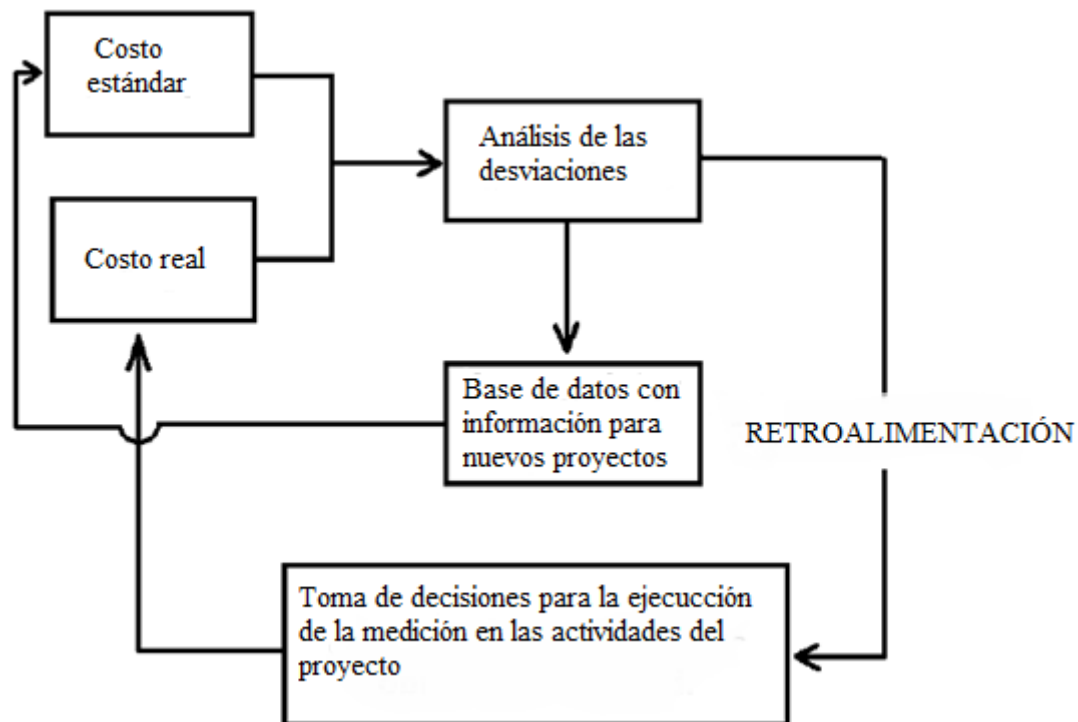 Costo
estándar
Análisis de las
desviaciones
Costo real
Base de datos con
información para
nuevos proyectos
RETROALIMENTACIÓN
Toma de decisiones para la ejecucción
de la medición en las actividades del
proyecto